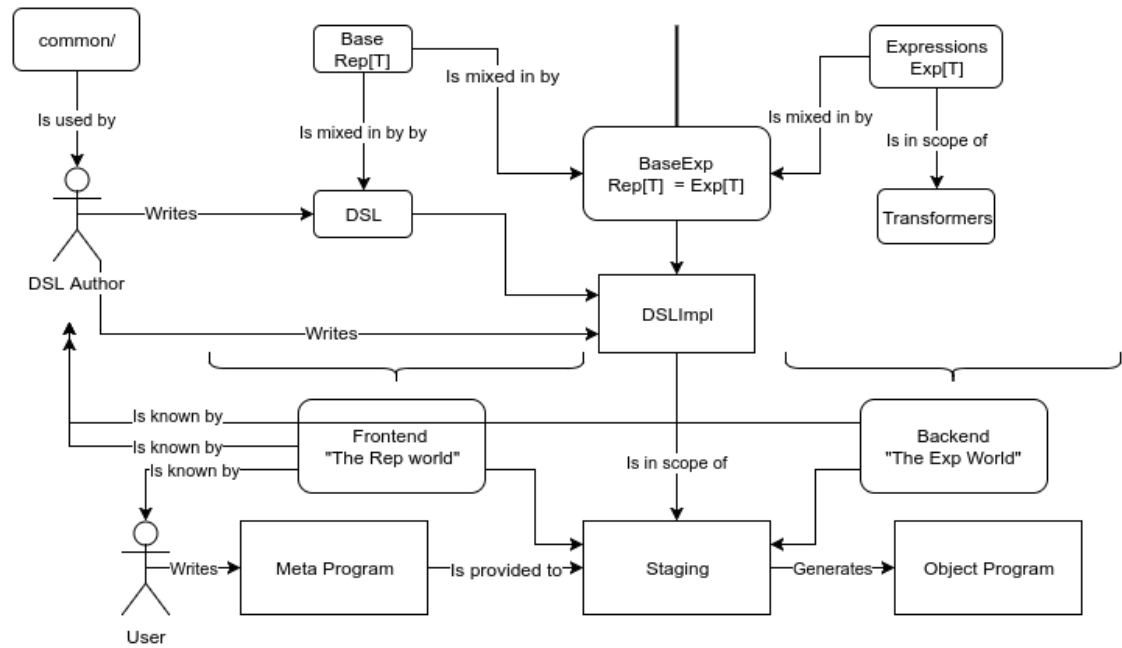 common/
Base
Rep[T]
Expressions
Exp[T]
Is mixed in by
Is used by
Is mixed in by by
Is mixed in by
Is in scope of
BaseExp
Rep[T] = Exp[T]
Writes
DSL
Transformers
DSL Author
DSLImpl
Writes
Is known by
Frontend
"The Rep world"
Backend
"The Exp World"
Is known by
Is known by
Is in scope of
Writes
Meta Program
Is provided to
Staging
Generates
Object Program
User